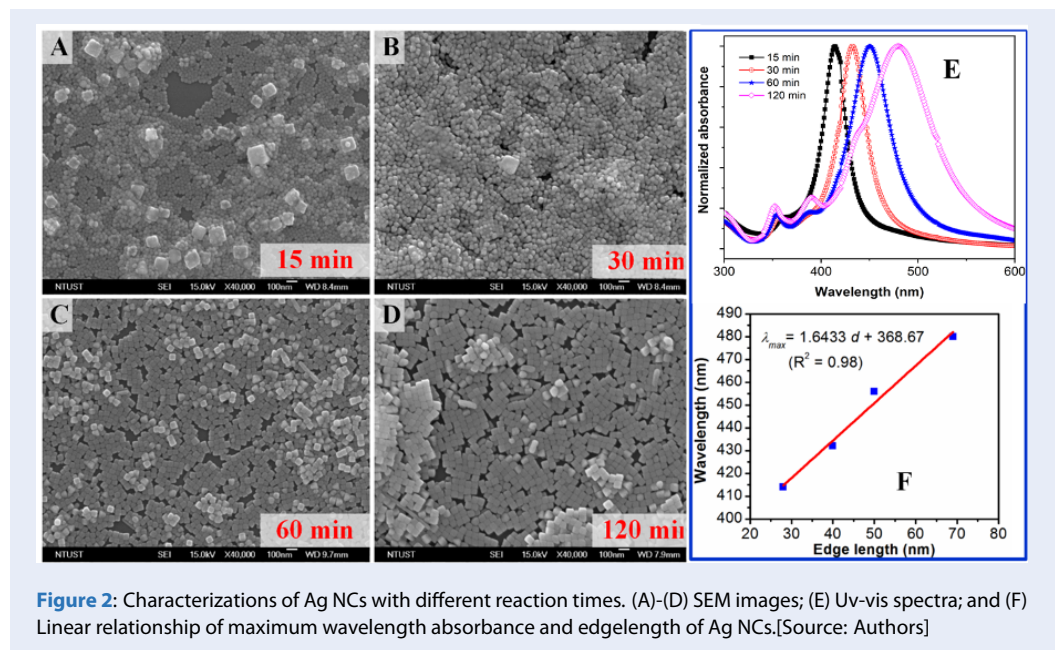 A
15 min
NTUST SEI 15.0kV X40,000 100nm WD 8.4mm
B
30 min
NTUST SEI 15.0kV X40,000 100nm WD 8.4mm
C
60 min
NTUST SEI 15.0kV X40,000 100nm WD 9.7mm
D
120 min
NTUST SEI 15.0kV X40,000 100nm WD 7.9mm
E
15 min
30 min
60 min
120 min
Normalized absorbance
300 400 500 600
Wavelength (nm)
490
480
470
460
450
440
430
420
410
400
λmax= 1.6433 d + 368.67
(R² = 0.98)
F
Wavelength (nm)
20 30 40 50 60 70 80
Edge length (nm)
Figure 2: Characterizations of Ag NCs with different reaction times. (A)-(D) SEM images; (E) Uv-vis spectra; and (F)
Linear relationship of maximum wavelength absorbance and edgelength of Ag NCs.[Source: Authors]